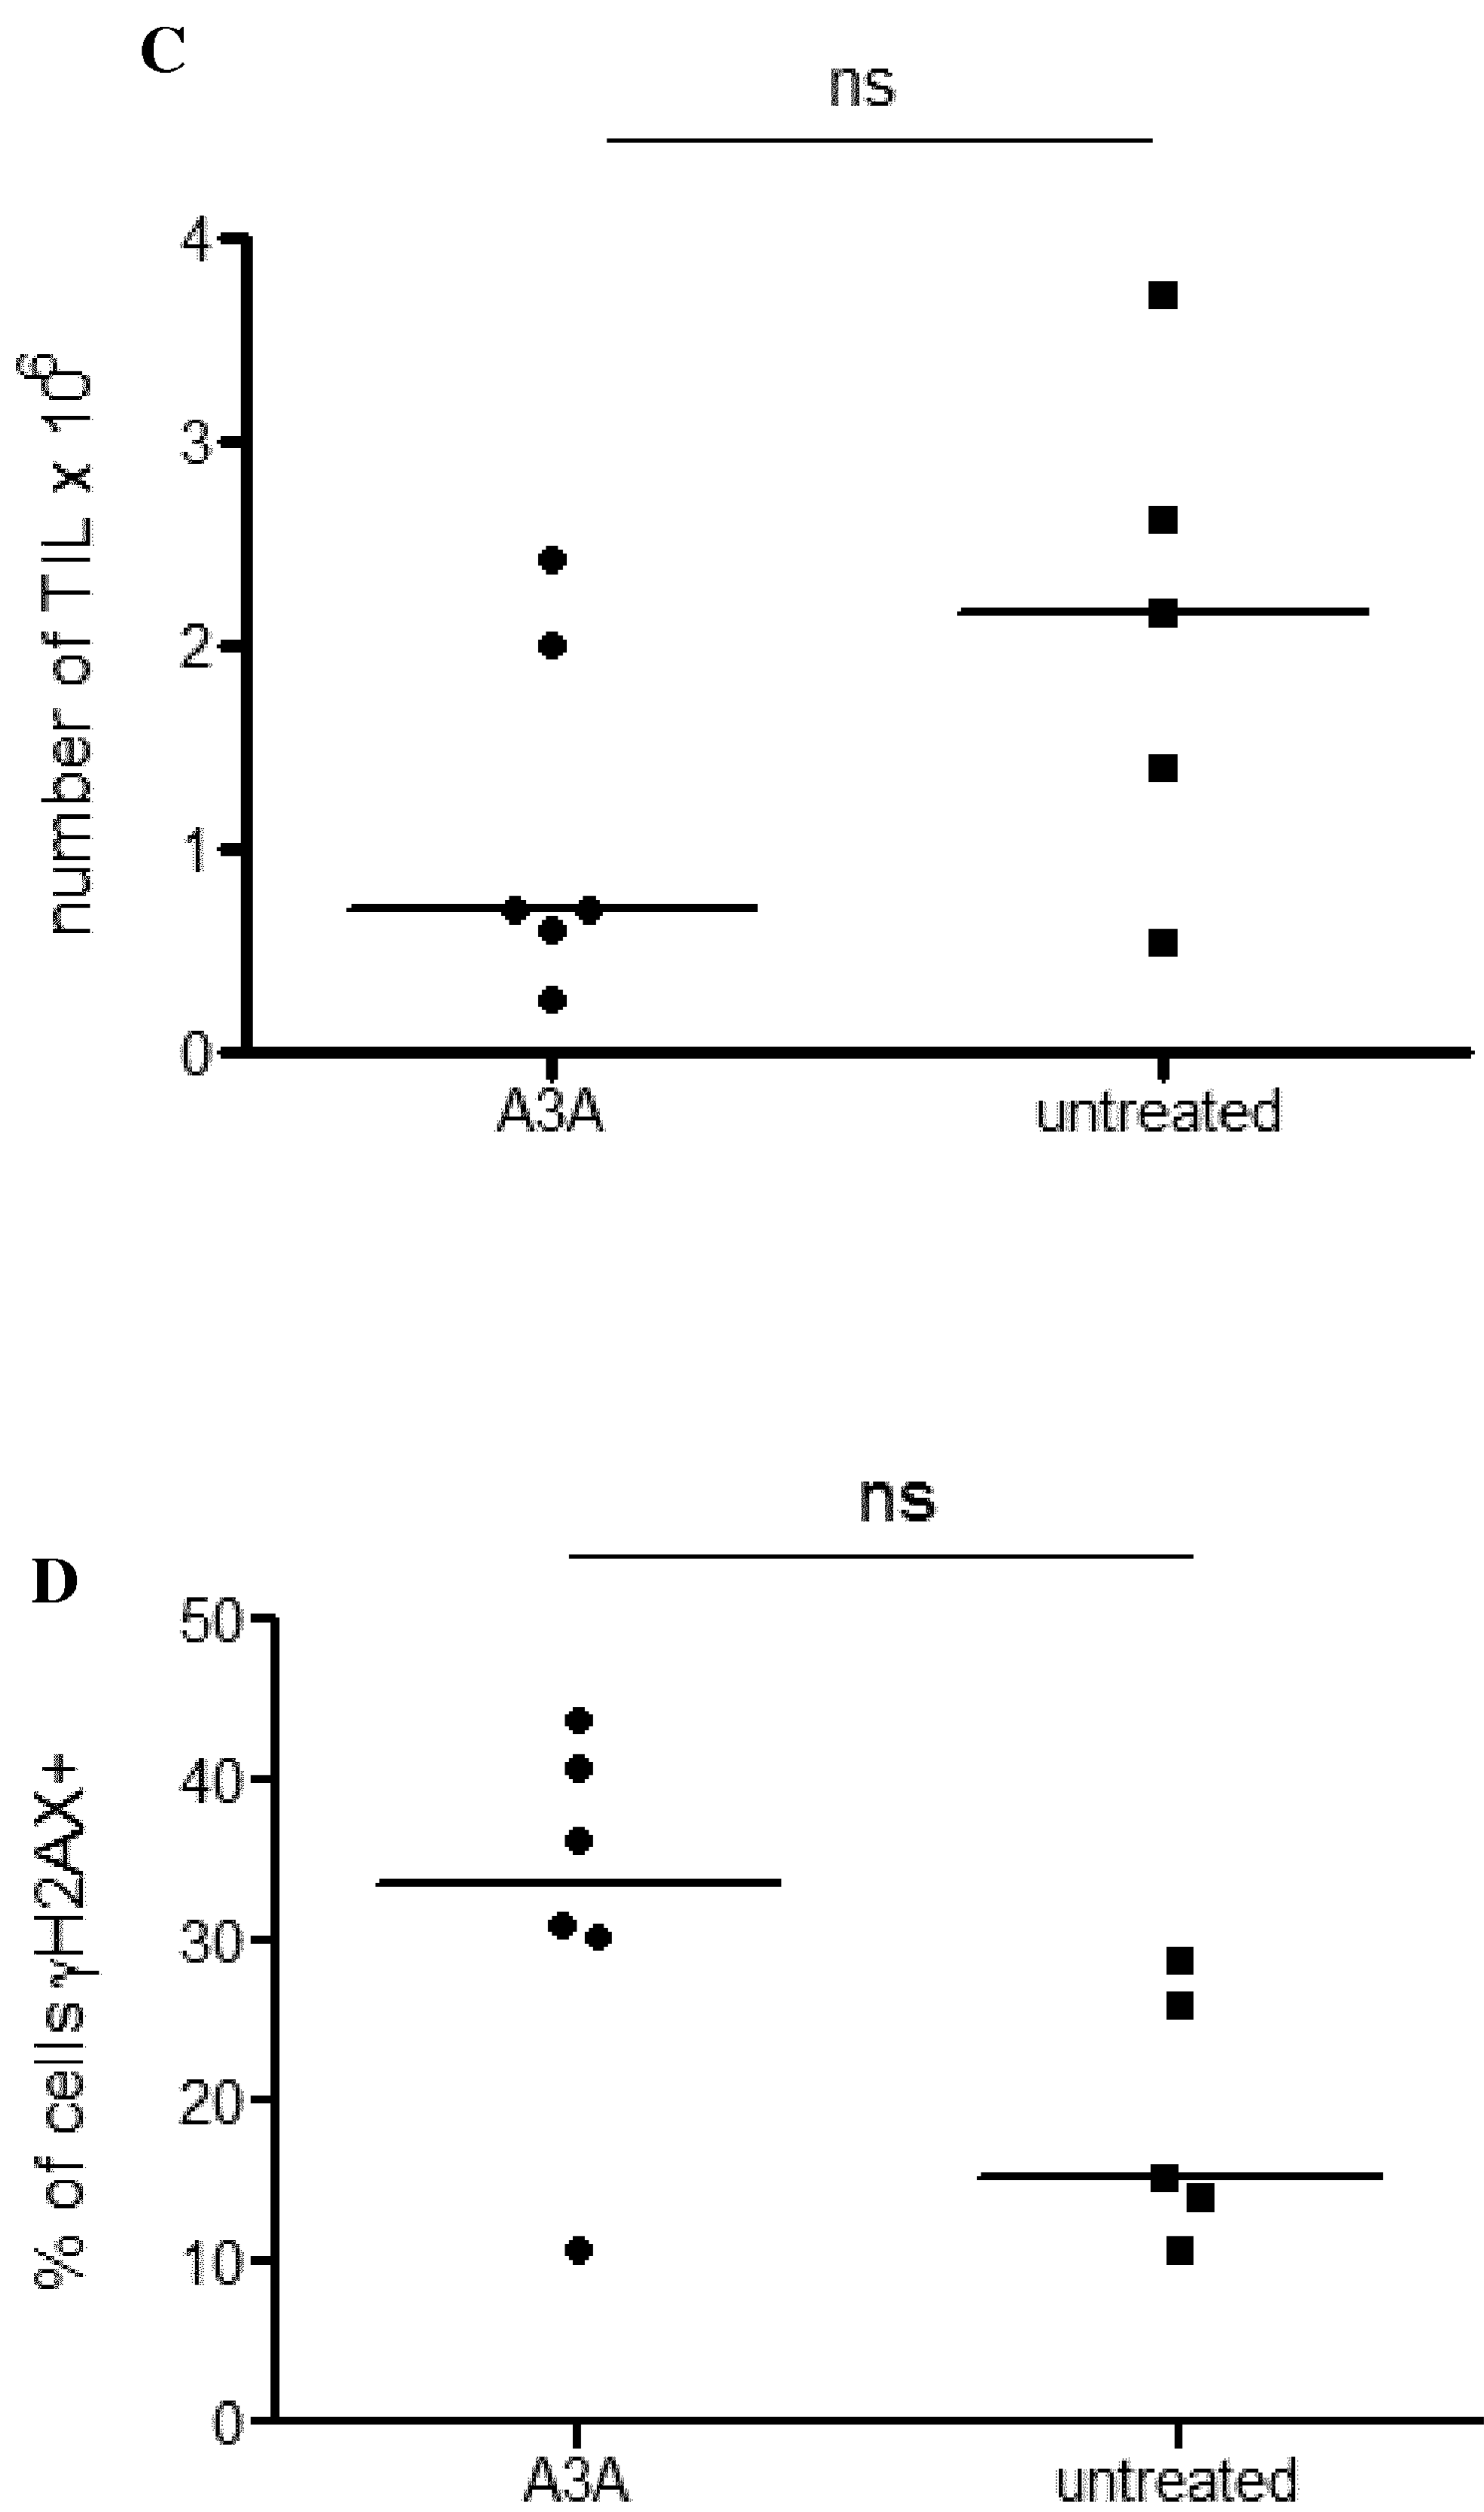 C
ns
4
3
2
1
0
number of TIL x 10⁶
A3A untreated
ns
D
50
40
30
20
10
0
% of cells γH2AX+
A3A untreated